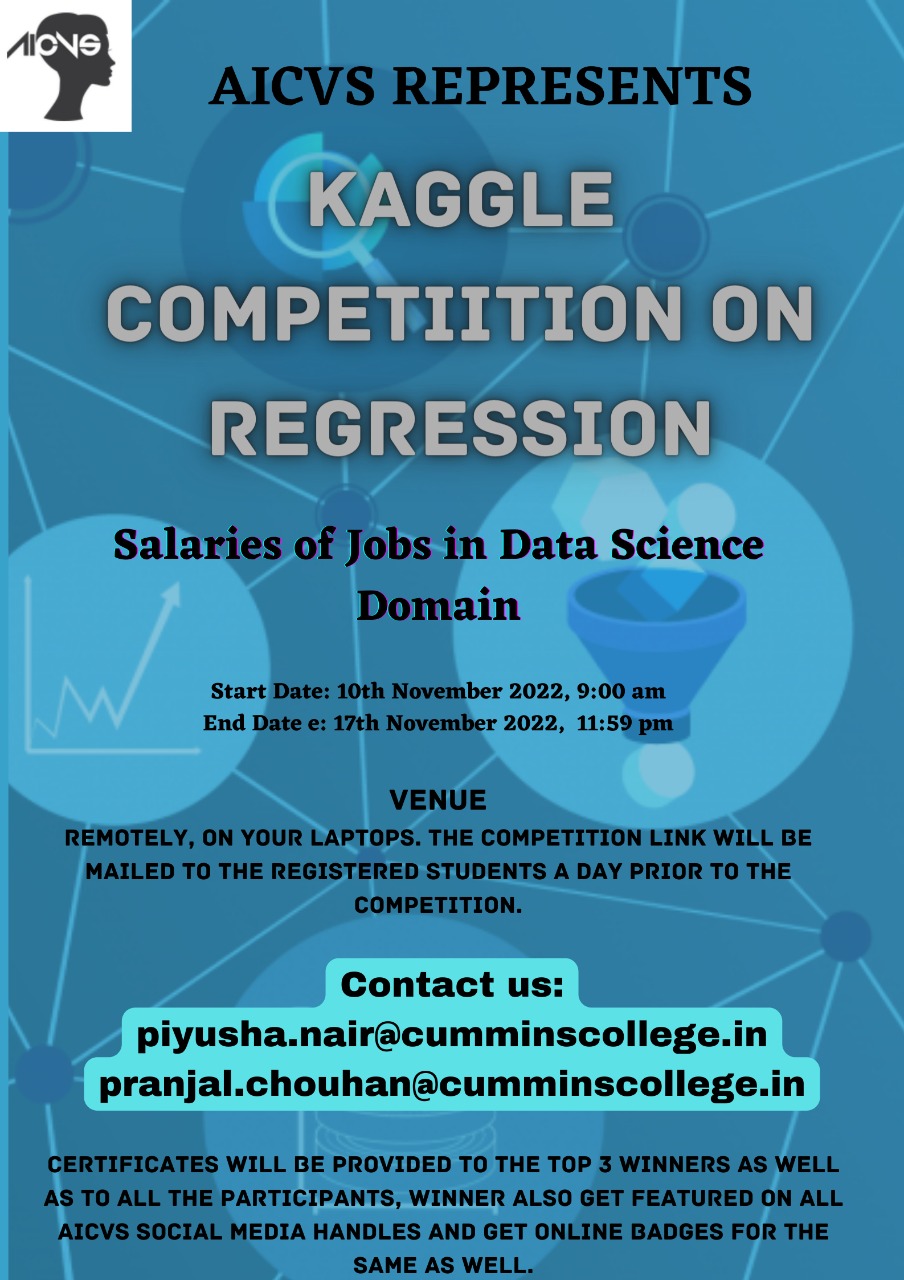 AICVS
AICVS REPRESENTS
KAGGLE
COMPETIITION ON
REGRESSION
Salaries of Jobs in Data Science
Domain
Start Date: 10th November 2022, 9:00 am
End Date e: 17th November 2022, 11:59 pm
VENUE
REMOTELY, ON YOUR LAPTOPS. THE COMPETITION LINK WILL BE
MAILED TO THE REGISTERED STUDENTS A DAY PRIOR TO THE
COMPETITION.
Contact us:
piyusha.nair@cumminscollege.in
pranjal.chouhan@cumminscollege.in
CERTIFICATES WILL BE PROVIDED TO THE TOP 3 WINNERS AS WELL
AS TO ALL THE PARTICIPANTS, WINNER ALSO GET FEATURED ON ALL
AICVS SOCIAL MEDIA HANDLES AND GET ONLINE BADGES FOR THE
SAME AS WELL.